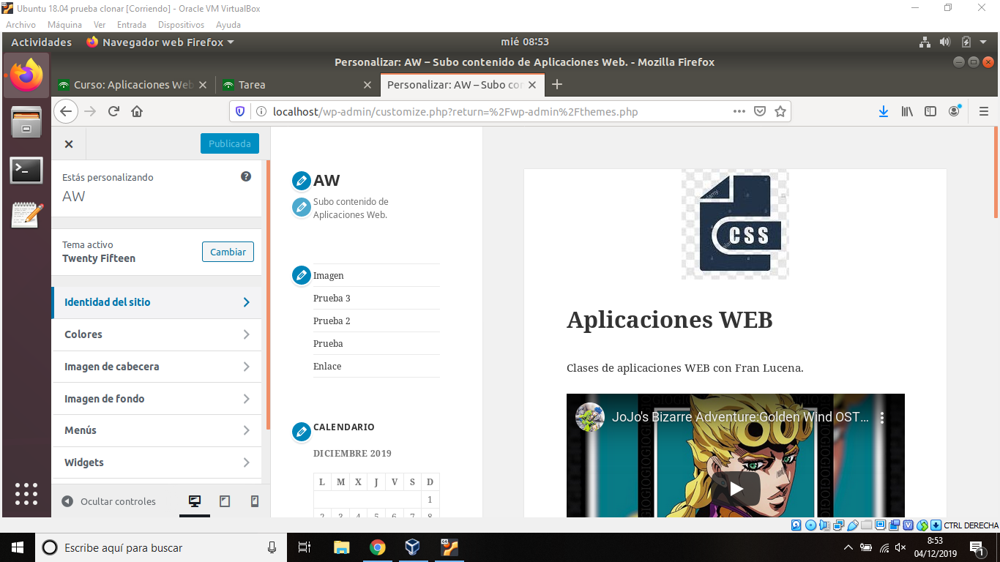 Ubuntu 18.04 prueba clonar [Corriendo] - Oracle VM VirtualBox
Archivo Máquina Ver Entrada Dispositivos Ayuda
Actividades Navegador web Firefox mié 08:53
Personalizar: AW – Subo contenido de Aplicaciones Web. - Mozilla Firefox
Curso: Aplicaciones Web Tarea Personalizar: AW – Subo con
localhost/wp-admin/customize.php?return=%2Fwp-admin%2Fthemes.php
Publicada
Estás personalizando
AW
Tema activo
Twenty Fifteen
Cambiar
Identidad del sitio
Colores
Imagen de cabecera
Imagen de fondo
Menús
Widgets
Ocultar controles
AW
Subo contenido de
Aplicaciones Web.
Imagen
Prueba 3
Prueba 2
Prueba
Enlace
CALENDARIO
DICIEMBRE 2019
L M X J V S D
1
2 3 4 5 6 7 8
CSS
Aplicaciones WEB
Clases de aplicaciones WEB con Fran Lucena.
JoJo's Bizarre Adventure:Golden Wind OST...
CTRL DERECHA
Escribe aquí para buscar
8:53
04/12/2019
1